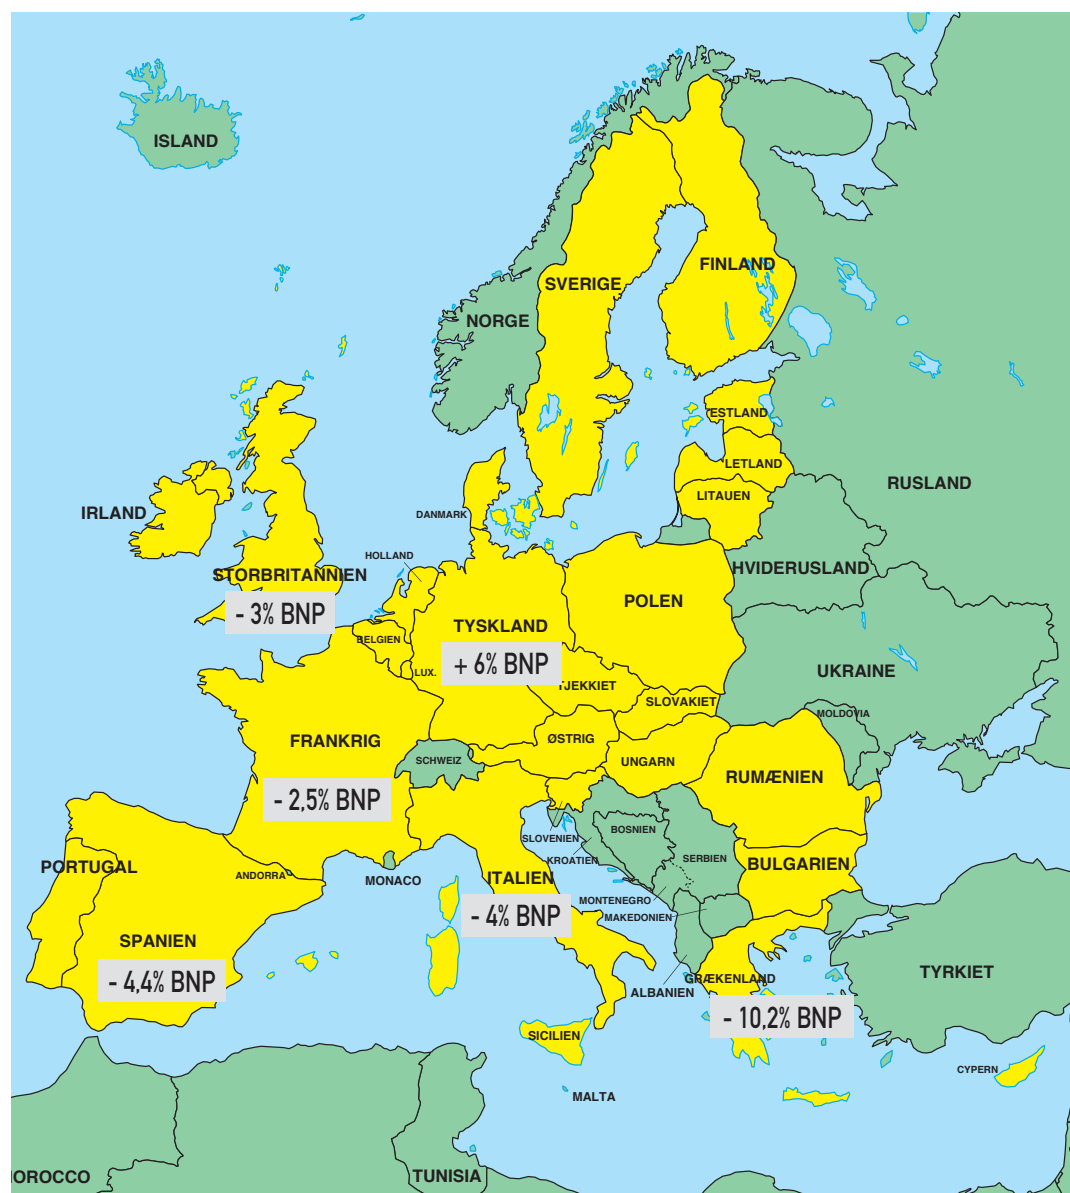 ISLAND
SVERIGE
FINLAND
NORGE
ESTLAND
LETLAND
RUSLAND
LITAUEN
IRLAND
DANMARK
HOLLAND
HVIDERUSLAND
STORBRITANNIEN
- 3% BNP
POLEN
TYSKLAND
BELGIEN
+ 6% BNP
LUX.
UKRAINE
TJEKKIET
SLOVAKIET
MOLDOVIA
FRANKRIG
ØSTRIG
SCHWEIZ
UNGARN
RUMÆNIEN
- 2,5% BNP
BOSNIEN
SLOVENIEN
KROATIEN
SERBIEN
BULGARIEN
PORTUGAL
ANDORRA
MONACO
ITALIEN
MONTENEGRO
- 4% BNP
MAKEDONIEN
SPANIEN
- 4,4% BNP
GRÆKENLAND
TYRKIET
ALBANIEN
- 10,2% BNP
SICILIEN
CYPERN
MALTA
OROCCO
TUNISIA